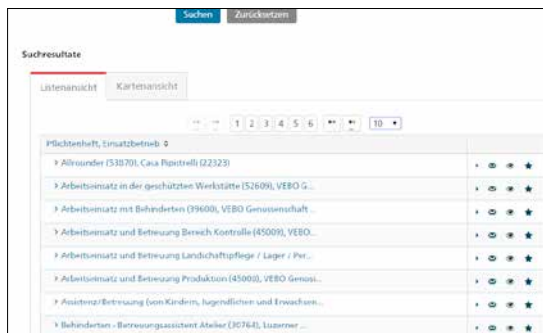 Suchen Zurücksetzen
Suchresultate
Listenansicht Kartenansicht
1 2 3 4 5 6 10
Pflichtenheft, Einsatzbetrieb
Allrounder (53870), Casa (22323)
Arbeitseinsatz in der geschützten Werkstätte (52609), VEBO G...
Arbeitseinsatz mit Behinderten (39600), VEBO Genossenschaft ...
Arbeitseinsatz und Betreuung Bereich Kontrolle (45009), VEBO...
Arbeitseinsatz und Betreuung Landschaftspflege / Lager / Per...
Arbeitseinsatz und Betreuung Produktion (45000), VEBO Genoss...
Assistenz/Betreuung (von Kindern, Jugendlichen und Erwachsen...
Behinderten - Betreuungsassistent Atelier (30764), Luzerner ...